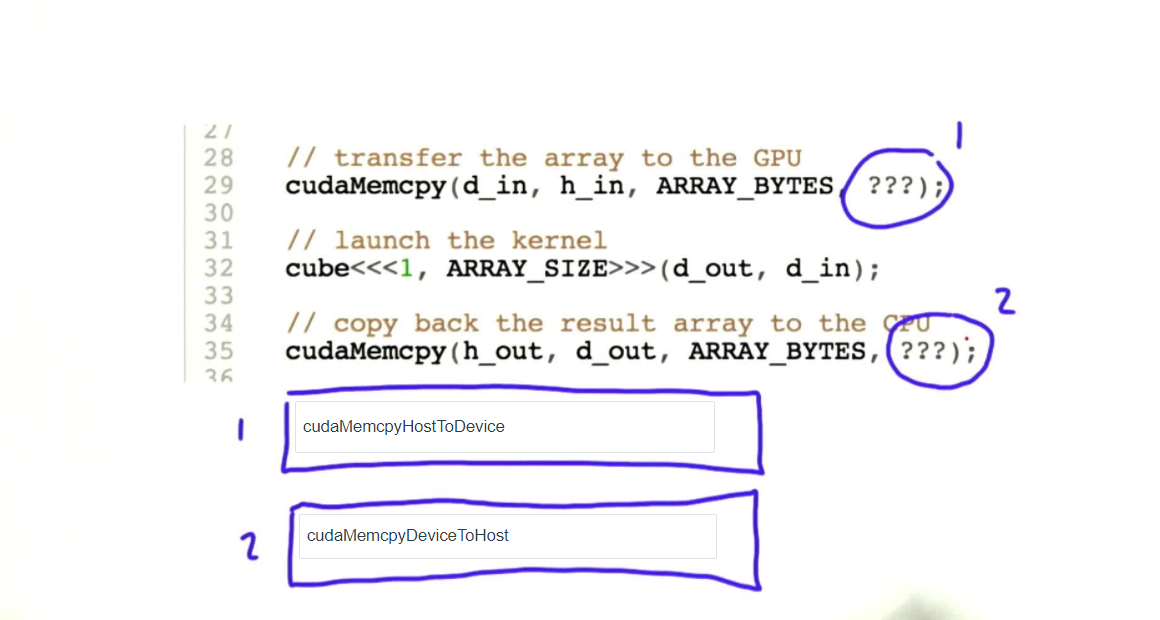 27
1
28 // transfer the array to the GPU
29 cudaMemcpy(d_in, h_in, ARRAY_BYTES, ???);
30
31 // launch the kernel
32 cube<<<1, ARRAY_SIZE>>>(d_out, d_in);
33
2
34 // copy back the result array to the CPU
35 cudaMemcpy(h_out, d_out, ARRAY_BYTES, ???);
36
1 cudaMemcpyHostToDevice
2 cudaMemcpyDeviceToHost